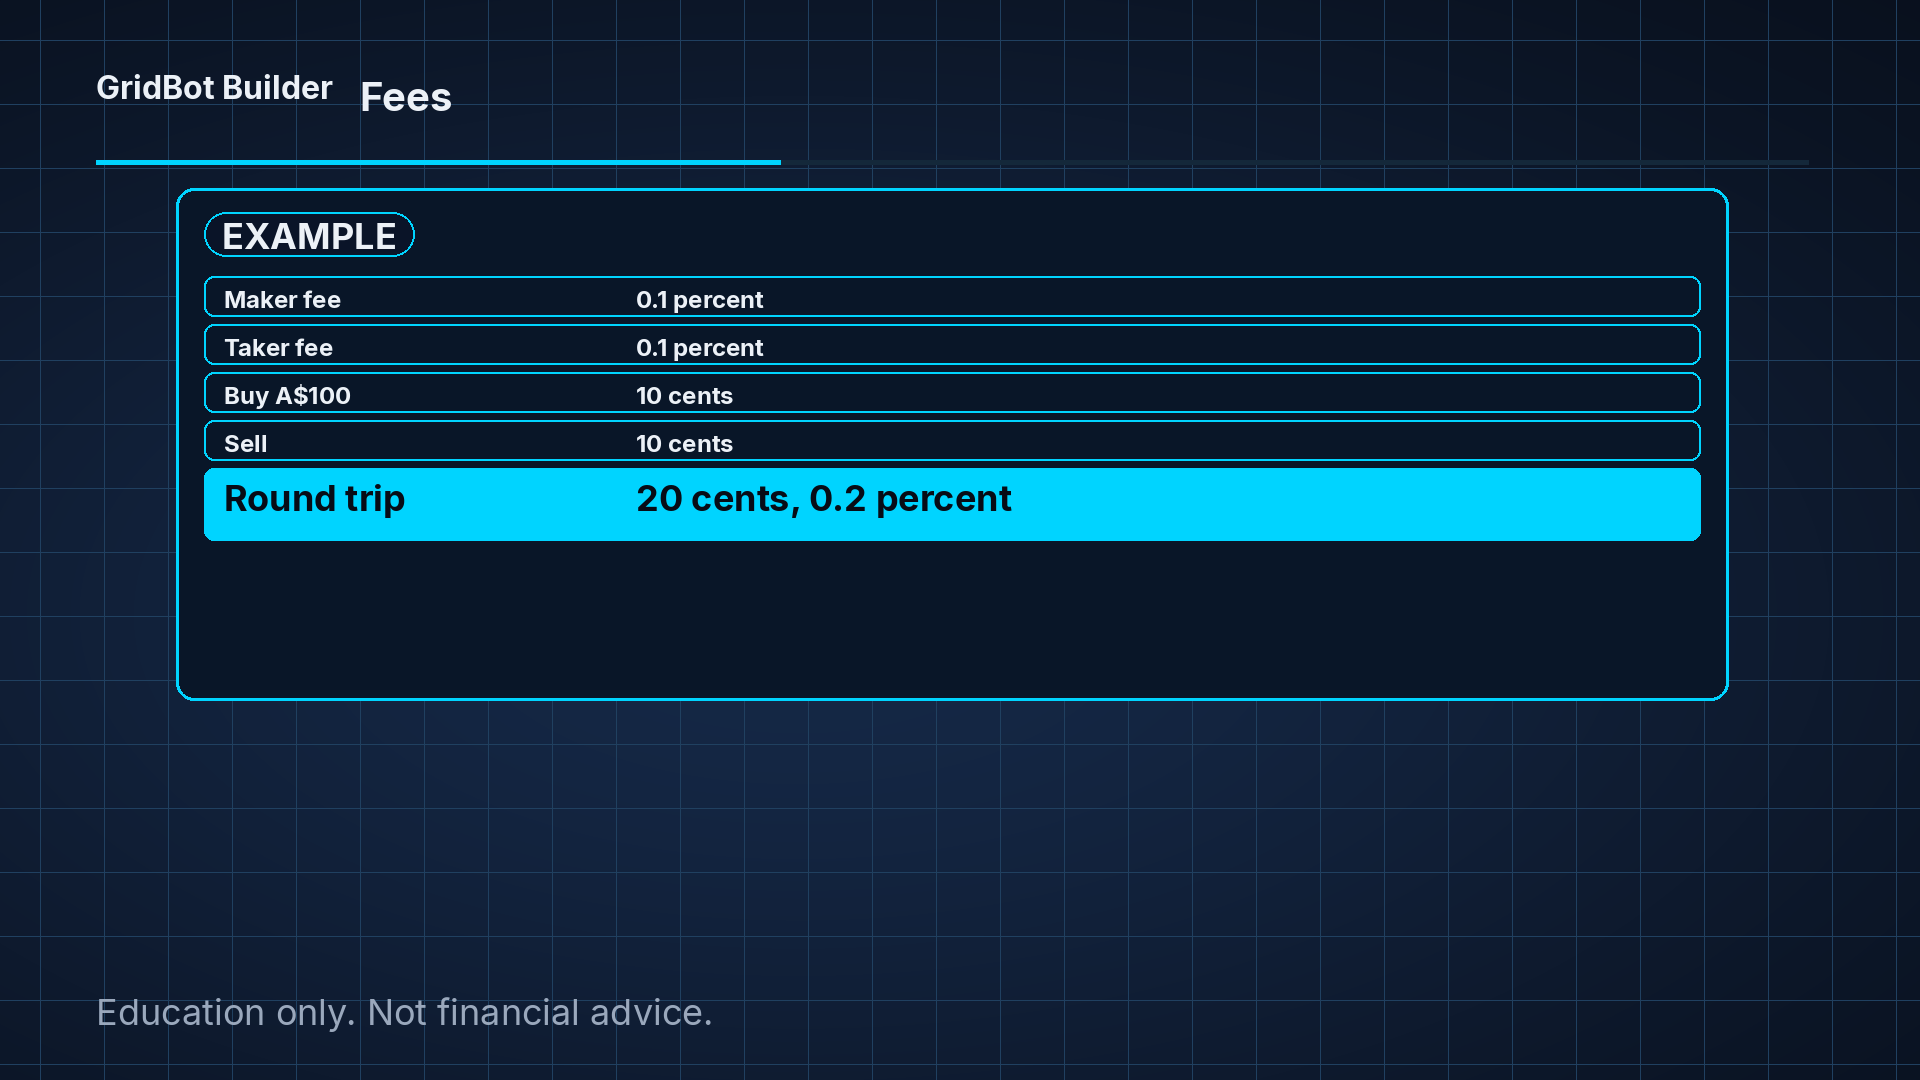 GridBot Builder Fees
EXAMPLE
Maker fee 0.1 percent
Taker fee 0.1 percent
Buy A$100 10 cents
Sell 10 cents
Round trip 20 cents, 0.2 percent
Education only. Not financial advice.